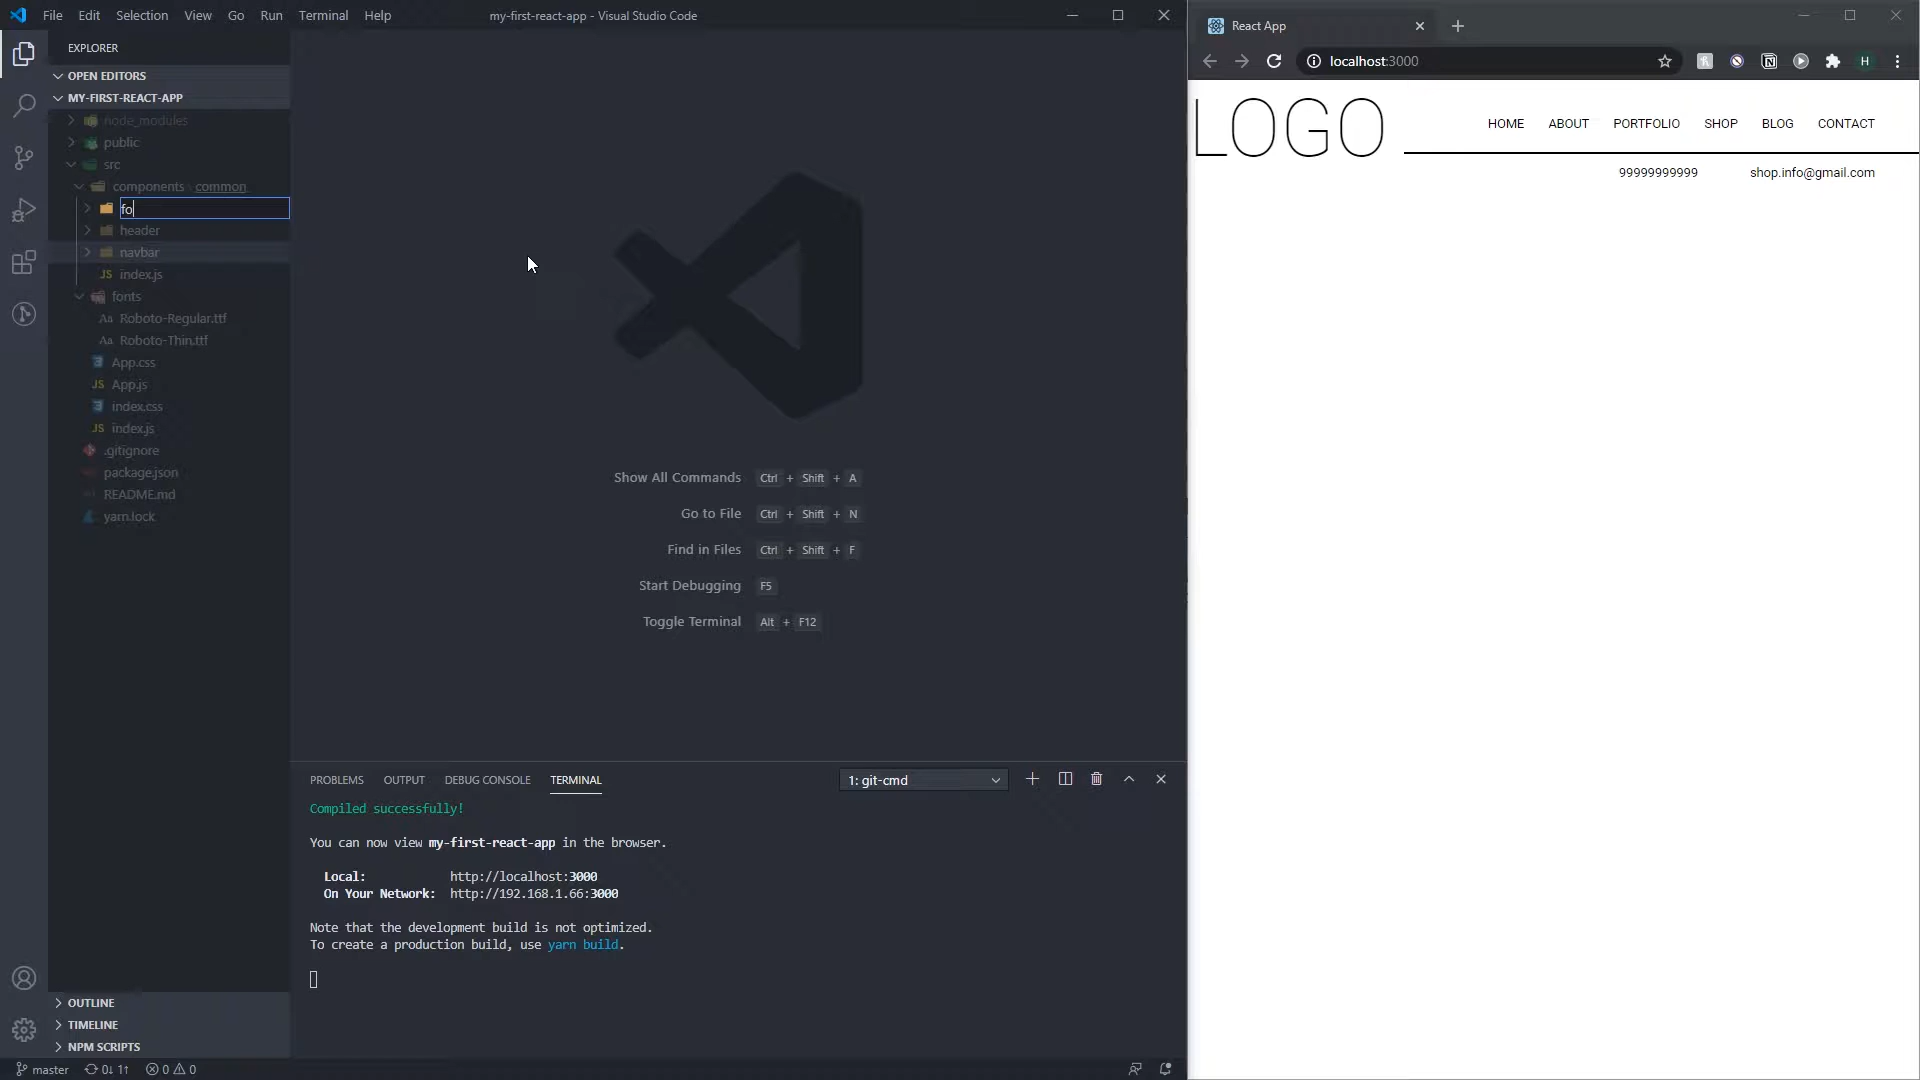 File Edit Selection View Go Run Terminal Help
my-first-react-app - Visual Studio Code
EXPLORER
OPEN EDITORS
MY-FIRST-REACT-APP
node_modules
public
src
components common
fo
header
navbar
JS index.js
fonts
Aa Roboto-Regular.ttf
Aa Roboto-Thin.ttf
App.css
JS App.js
index.css
JS index.js
.gitignore
package.json
README.md
yarn.lock
OUTLINE
TIMELINE
NPM SCRIPTS
Show All Commands Ctrl + Shift + A
Go to File Ctrl + Shift + N
Find in Files Ctrl + Shift + F
Start Debugging F5
Toggle Terminal Alt + F12
PROBLEMS OUTPUT DEBUG CONSOLE TERMINAL
1: git-cmd
Compiled successfully!
You can now view my-first-react-app in the browser.
Local: http://localhost:3000
On Your Network: http://192.168.1.66:3000
Note that the development build is not optimized.
To create a production build, use yarn build.
master 0↓ 1↑ 0 0
React App
localhost:3000
H
LOGO
HOME ABOUT PORTFOLIO SHOP BLOG CONTACT
99999999999 shop.info@gmail.com